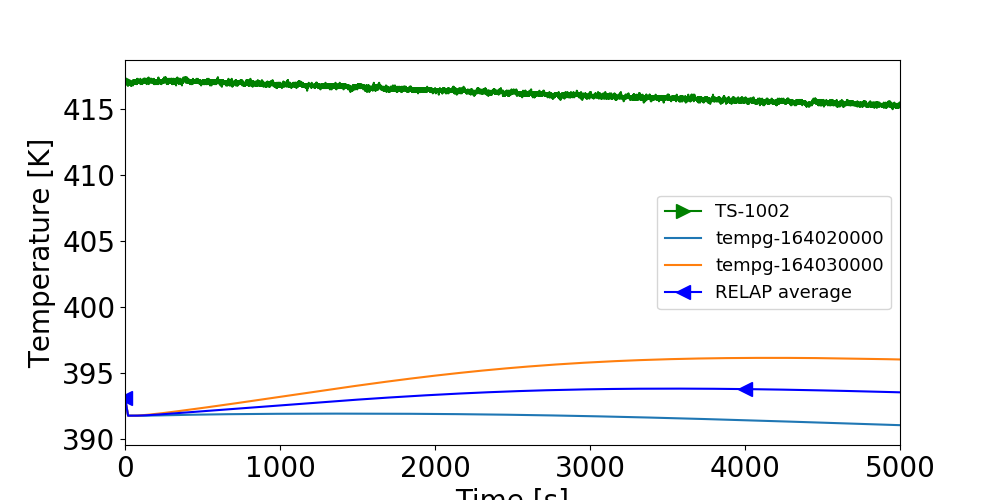 Temperature [K]
415
410
405
400
395
390
TS-1002
tempg-164020000
tempg-164030000
RELAP average
0 1000 2000 3000 4000 5000
Time [s]